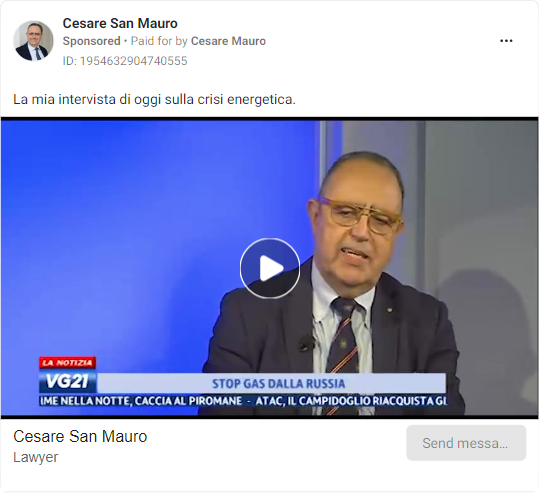 Cesare San Mauro
Sponsored • Paid for by Cesare Mauro
ID: 1954632904740555
La mia intervista di oggi sulla crisi energetica.
LA NOTIZIA
VG21
STOP GAS DALLA RUSSIA
IME NELLA NOTTE, CACCIA AL PIROMANE - ATAC, IL CAMPIDOGLIO RIACQUISTA GL
Cesare San Mauro
Lawyer
Send messa...